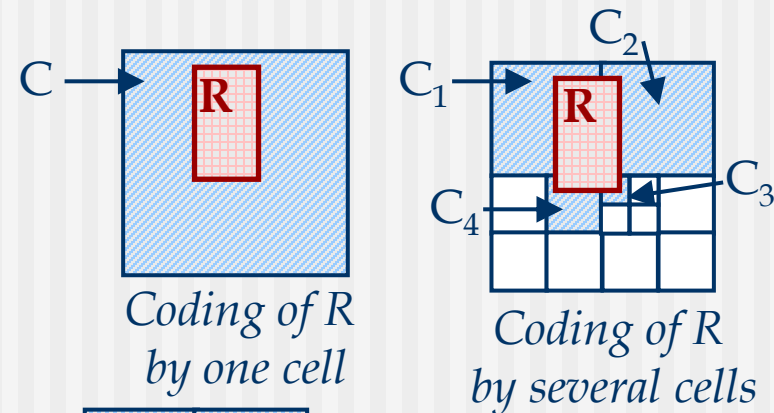 C
R
Coding of R
by one cell
C₁
C₂
R
C₃
C₄
Coding of R
by several cells